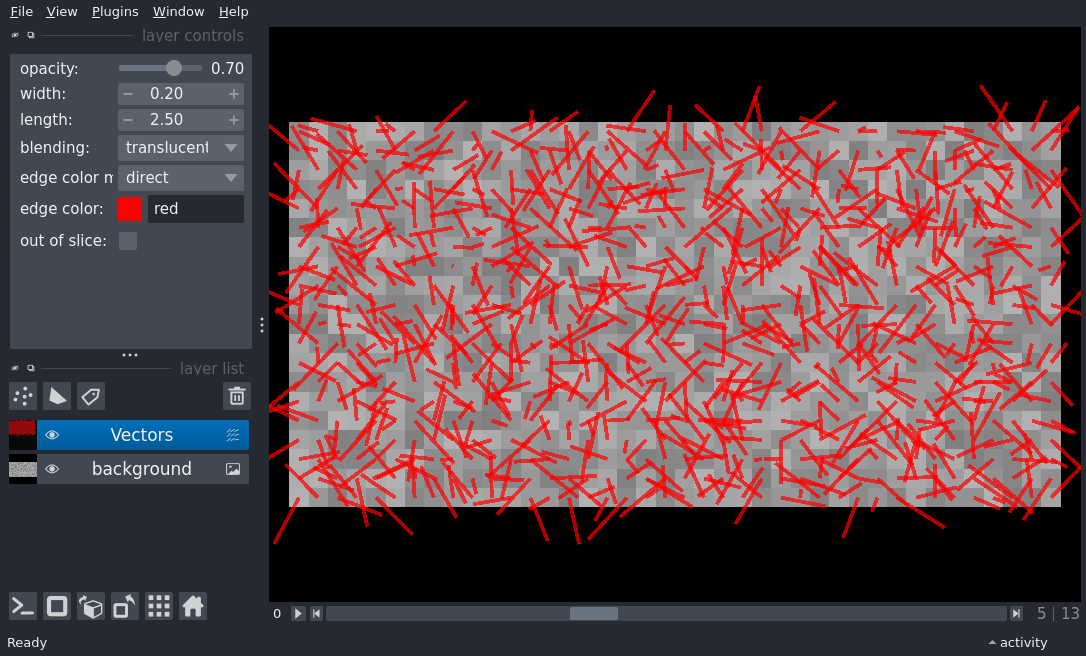 File View Plugins Window Help
layer controls
opacity: 0.70
width: − 0.20 +
length: − 2.50 +
blending: translucent
edge color m direct
edge color: red
out of slice:
layer list
Vectors
background
0 5 | 13
Ready activity